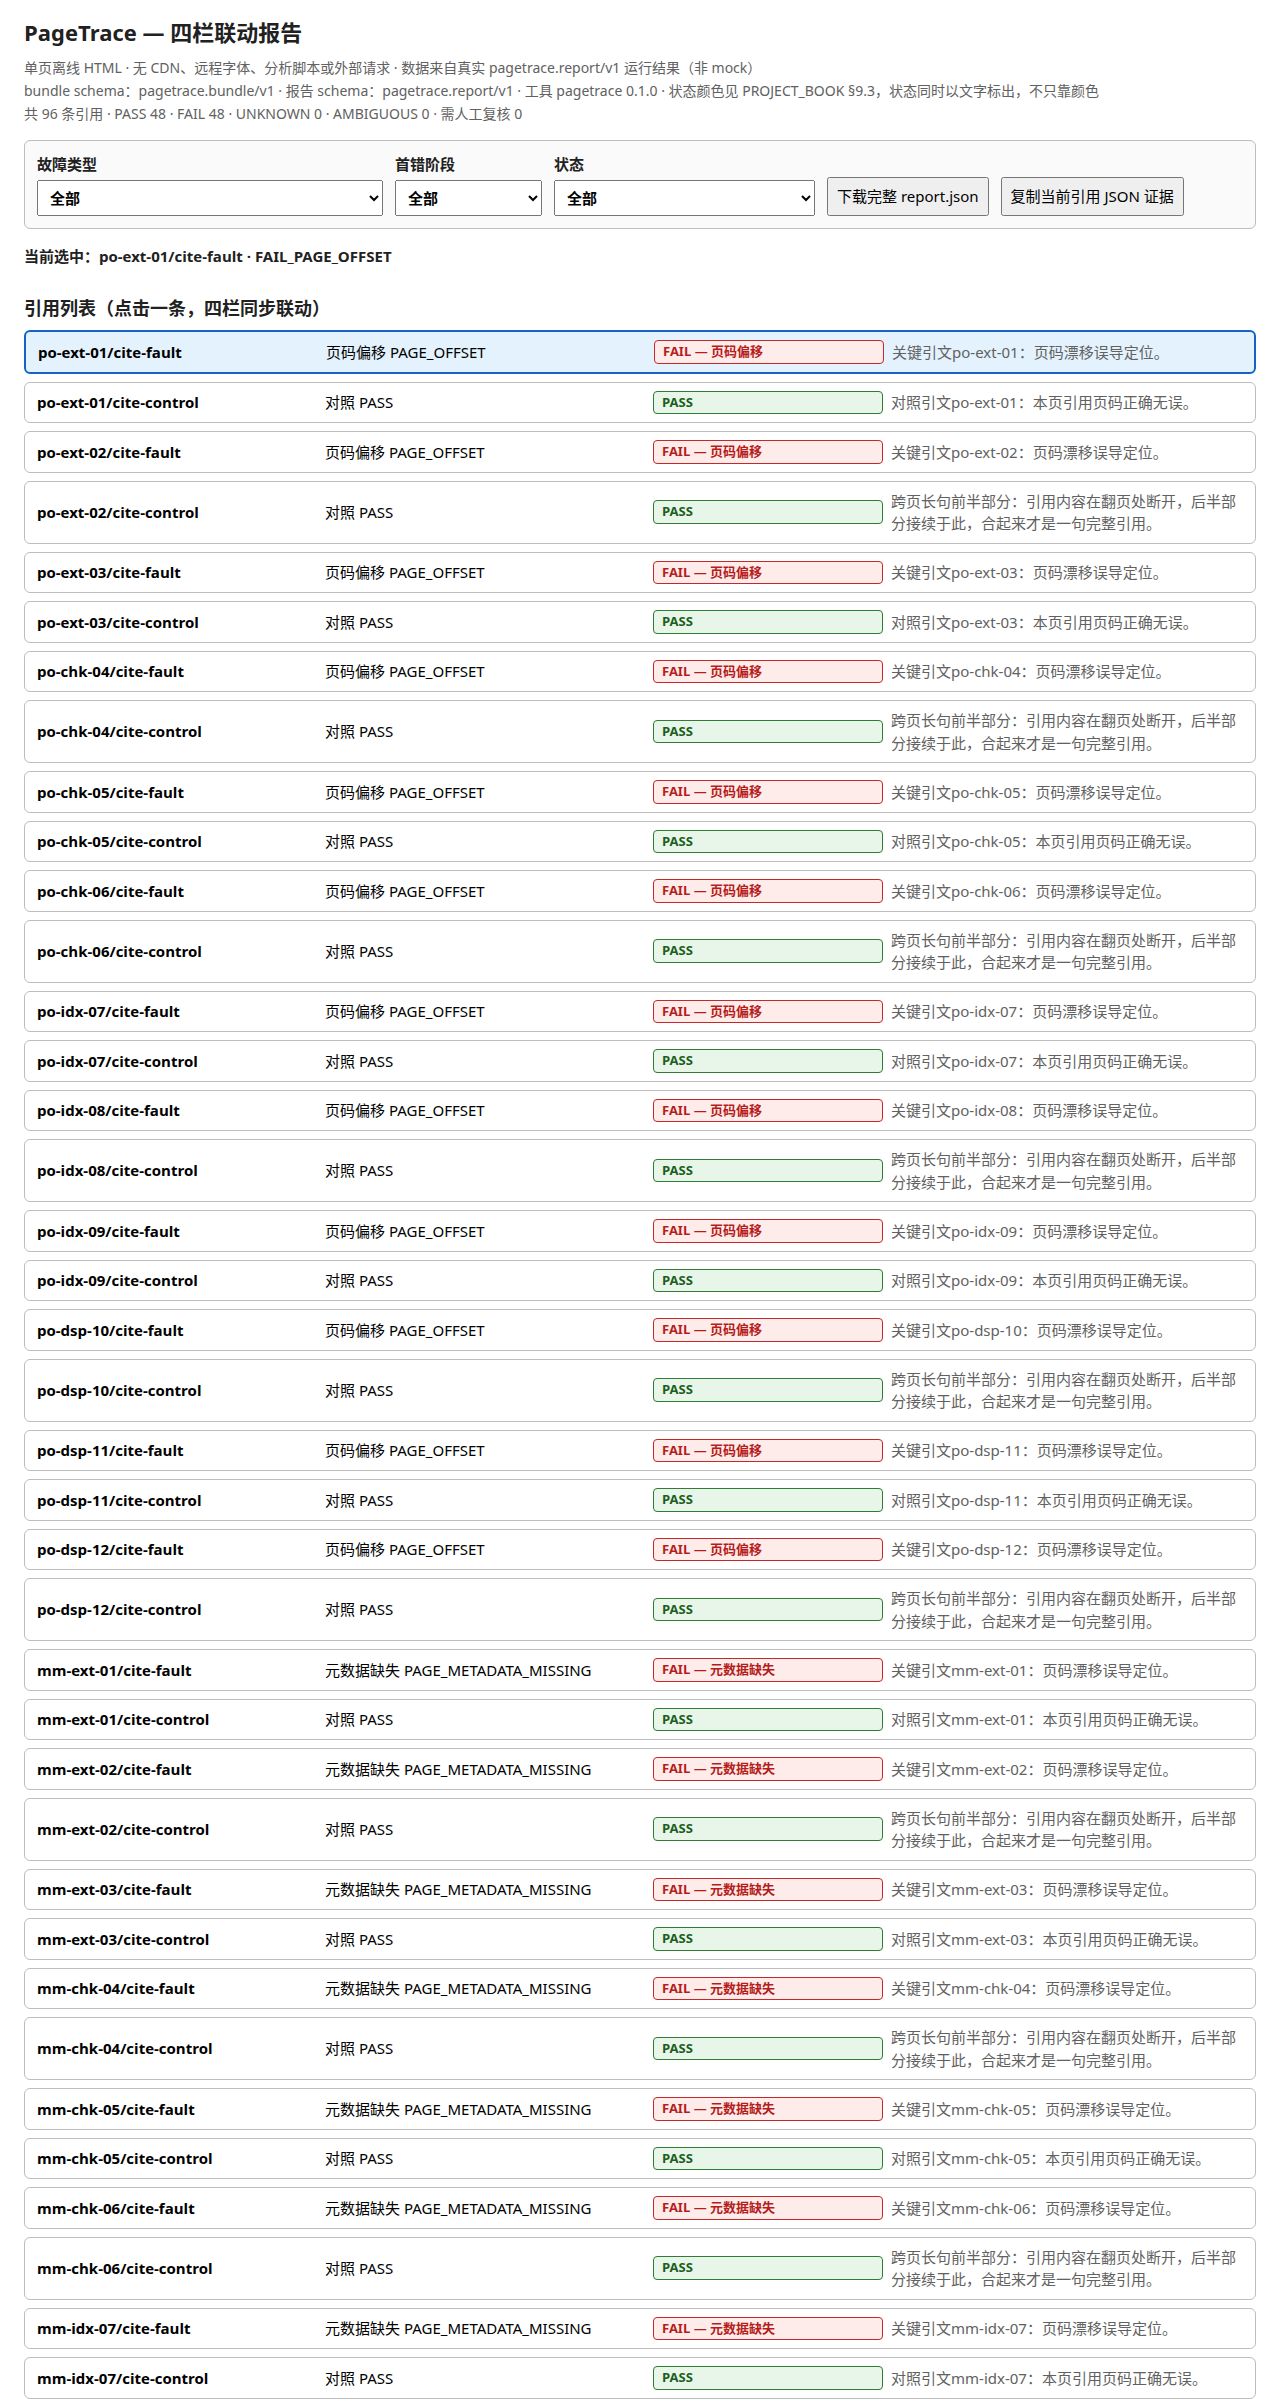 PageTrace — 四栏联动报告
单页离线 HTML · 无 CDN、远程字体、分析脚本或外部请求 · 数据来自真实 pagetrace.report/v1 运行结果（非 mock）
bundle schema：pagetrace.bundle/v1 · 报告 schema：pagetrace.report/v1 · 工具 pagetrace 0.1.0 · 状态颜色见 PROJECT_BOOK §9.3，状态同时以文字标出，不只靠颜色
共 96 条引用 · PASS 48 · FAIL 48 · UNKNOWN 0 · AMBIGUOUS 0 · 需人工复核 0
故障类型 首错阶段 状态
全部 全部 全部 下载完整 report.json 复制当前引用 JSON 证据
当前选中：po-ext-01/cite-fault · FAIL_PAGE_OFFSET
引用列表（点击一条，四栏同步联动）
po-ext-01/cite-fault 页码偏移 PAGE_OFFSET FAIL — 页码偏移 关键引文po-ext-01：页码漂移误导定位。
po-ext-01/cite-control 对照 PASS PASS 对照引文po-ext-01：本页引用页码正确无误。
po-ext-02/cite-fault 页码偏移 PAGE_OFFSET FAIL — 页码偏移 关键引文po-ext-02：页码漂移误导定位。
po-ext-02/cite-control 对照 PASS PASS 跨页长句前半部分：引用内容在翻页处断开，后半部
分接续于此，合起来才是一句完整引用。
po-ext-03/cite-fault 页码偏移 PAGE_OFFSET FAIL — 页码偏移 关键引文po-ext-03：页码漂移误导定位。
po-ext-03/cite-control 对照 PASS PASS 对照引文po-ext-03：本页引用页码正确无误。
po-chk-04/cite-fault 页码偏移 PAGE_OFFSET FAIL — 页码偏移 关键引文po-chk-04：页码漂移误导定位。
po-chk-04/cite-control 对照 PASS PASS 跨页长句前半部分：引用内容在翻页处断开，后半部
分接续于此，合起来才是一句完整引用。
po-chk-05/cite-fault 页码偏移 PAGE_OFFSET FAIL — 页码偏移 关键引文po-chk-05：页码漂移误导定位。
po-chk-05/cite-control 对照 PASS PASS 对照引文po-chk-05：本页引用页码正确无误。
po-chk-06/cite-fault 页码偏移 PAGE_OFFSET FAIL — 页码偏移 关键引文po-chk-06：页码漂移误导定位。
po-chk-06/cite-control 对照 PASS PASS 跨页长句前半部分：引用内容在翻页处断开，后半部
分接续于此，合起来才是一句完整引用。
po-idx-07/cite-fault 页码偏移 PAGE_OFFSET FAIL — 页码偏移 关键引文po-idx-07：页码漂移误导定位。
po-idx-07/cite-control 对照 PASS PASS 对照引文po-idx-07：本页引用页码正确无误。
po-idx-08/cite-fault 页码偏移 PAGE_OFFSET FAIL — 页码偏移 关键引文po-idx-08：页码漂移误导定位。
po-idx-08/cite-control 对照 PASS PASS 跨页长句前半部分：引用内容在翻页处断开，后半部
分接续于此，合起来才是一句完整引用。
po-idx-09/cite-fault 页码偏移 PAGE_OFFSET FAIL — 页码偏移 关键引文po-idx-09：页码漂移误导定位。
po-idx-09/cite-control 对照 PASS PASS 对照引文po-idx-09：本页引用页码正确无误。
po-dsp-10/cite-fault 页码偏移 PAGE_OFFSET FAIL — 页码偏移 关键引文po-dsp-10：页码漂移误导定位。
po-dsp-10/cite-control 对照 PASS PASS 跨页长句前半部分：引用内容在翻页处断开，后半部
分接续于此，合起来才是一句完整引用。
po-dsp-11/cite-fault 页码偏移 PAGE_OFFSET FAIL — 页码偏移 关键引文po-dsp-11：页码漂移误导定位。
po-dsp-11/cite-control 对照 PASS PASS 对照引文po-dsp-11：本页引用页码正确无误。
po-dsp-12/cite-fault 页码偏移 PAGE_OFFSET FAIL — 页码偏移 关键引文po-dsp-12：页码漂移误导定位。
po-dsp-12/cite-control 对照 PASS PASS 跨页长句前半部分：引用内容在翻页处断开，后半部
分接续于此，合起来才是一句完整引用。
mm-ext-01/cite-fault 元数据缺失 PAGE_METADATA_MISSING FAIL — 元数据缺失 关键引文mm-ext-01：页码漂移误导定位。
mm-ext-01/cite-control 对照 PASS PASS 对照引文mm-ext-01：本页引用页码正确无误。
mm-ext-02/cite-fault 元数据缺失 PAGE_METADATA_MISSING FAIL — 元数据缺失 关键引文mm-ext-02：页码漂移误导定位。
mm-ext-02/cite-control 对照 PASS PASS 跨页长句前半部分：引用内容在翻页处断开，后半部
分接续于此，合起来才是一句完整引用。
mm-ext-03/cite-fault 元数据缺失 PAGE_METADATA_MISSING FAIL — 元数据缺失 关键引文mm-ext-03：页码漂移误导定位。
mm-ext-03/cite-control 对照 PASS PASS 对照引文mm-ext-03：本页引用页码正确无误。
mm-chk-04/cite-fault 元数据缺失 PAGE_METADATA_MISSING FAIL — 元数据缺失 关键引文mm-chk-04：页码漂移误导定位。
mm-chk-04/cite-control 对照 PASS PASS 跨页长句前半部分：引用内容在翻页处断开，后半部
分接续于此，合起来才是一句完整引用。
mm-chk-05/cite-fault 元数据缺失 PAGE_METADATA_MISSING FAIL — 元数据缺失 关键引文mm-chk-05：页码漂移误导定位。
mm-chk-05/cite-control 对照 PASS PASS 对照引文mm-chk-05：本页引用页码正确无误。
mm-chk-06/cite-fault 元数据缺失 PAGE_METADATA_MISSING FAIL — 元数据缺失 关键引文mm-chk-06：页码漂移误导定位。
mm-chk-06/cite-control 对照 PASS PASS 跨页长句前半部分：引用内容在翻页处断开，后半部
分接续于此，合起来才是一句完整引用。
mm-idx-07/cite-fault 元数据缺失 PAGE_METADATA_MISSING FAIL — 元数据缺失 关键引文mm-idx-07：页码漂移误导定位。
mm-idx-07/cite-control 对照 PASS PASS 对照引文mm-idx-07：本页引用页码正确无误。